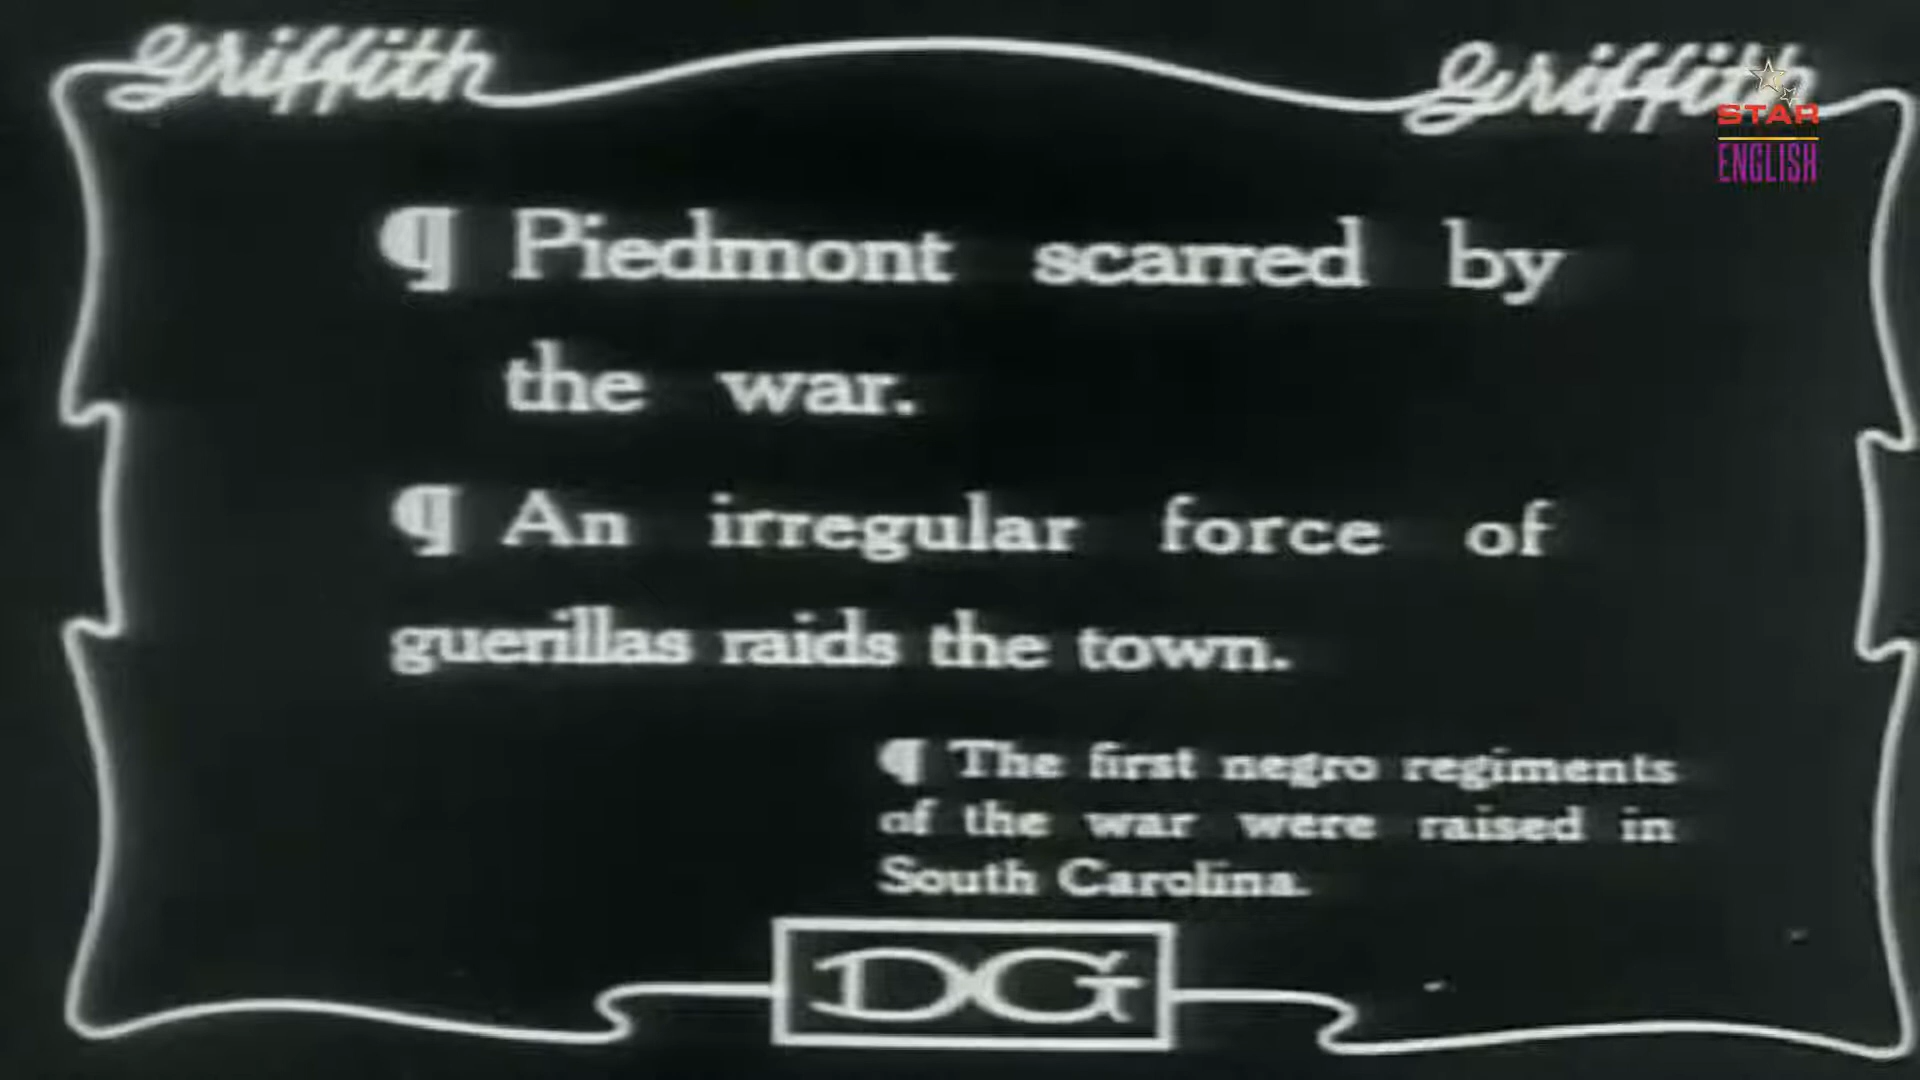 Griffith Griffith
STAR
ENGLISH
¶ Piedmont scarred by
the war.
¶ An irregular force of
guerillas raids the town.
¶ The first negro regiments
of the war were raised in
South Carolina.
DG